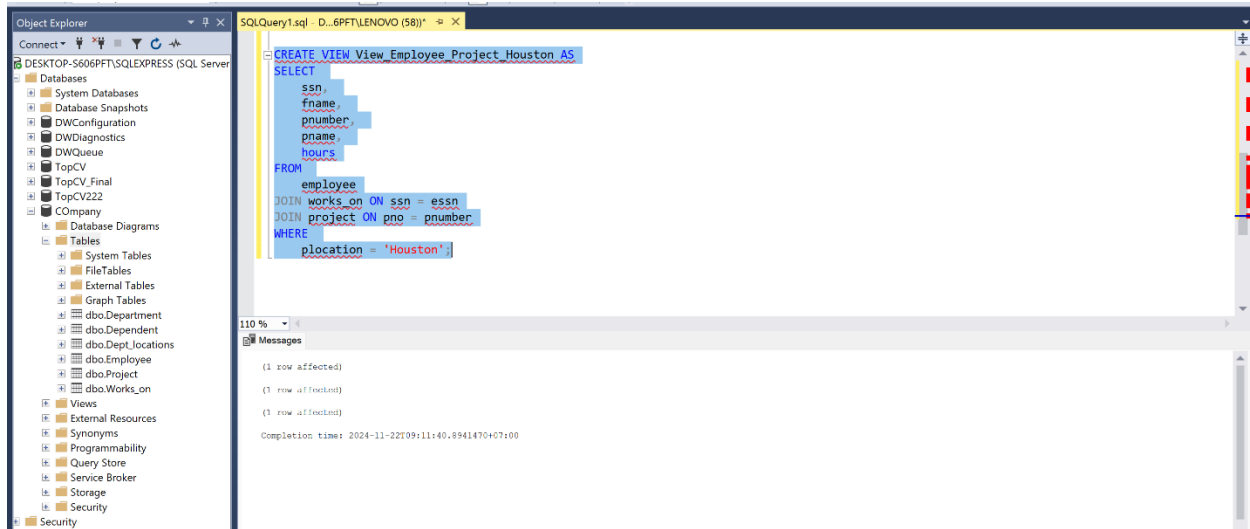 Object Explorer
SQLQuery1.sql - D...6PFT\LENOVO (58))*
Connect
DESKTOP-S606PFT\SQLEXPRESS (SQL Server
Databases
System Databases
Database Snapshots
DWConfiguration
DWDiagnostics
DWQueue
TopCV
TopCV_Final
TopCV222
COmpany
Database Diagrams
Tables
System Tables
FileTables
External Tables
Graph Tables
dbo.Department
dbo.Dependent
dbo.Dept_locations
dbo.Employee
dbo.Project
dbo.Works_on
Views
External Resources
Synonyms
Programmability
Query Store
Service Broker
Storage
Security
Security
CREATE VIEW View_Employee_Project_Houston AS
SELECT
ssn,
fname,
pnumber,
pname,
hours
FROM
employee
JOIN works_on ON ssn = essn
JOIN project ON pno = pnumber
WHERE
plocation = 'Houston';
110 %
Messages
(1 row affected)
(1 row affected)
(1 row affected)
Completion time: 2024-11-22T09:11:40.8941470+07:00